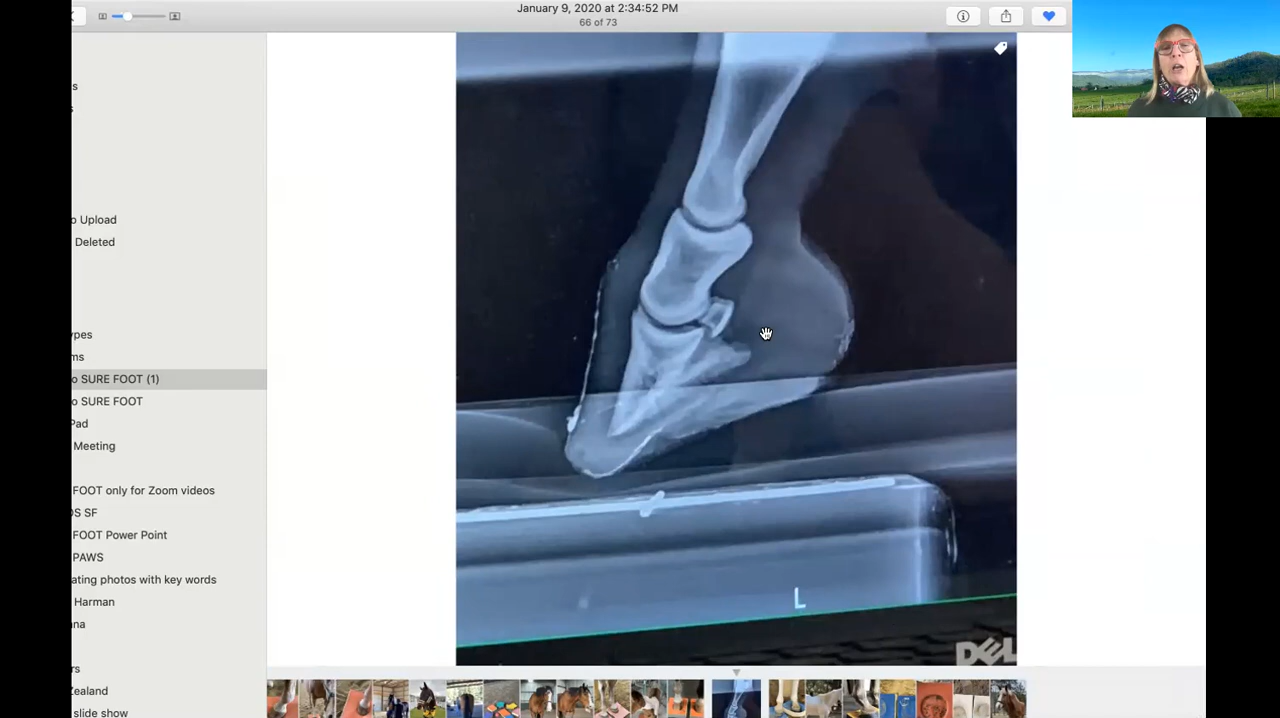 January 9, 2020 at 2:34:52 PM
66 of 73
s
s
o Upload
Deleted
ypes
ms
o SURE FOOT (1)
o SURE FOOT
Pad
Meeting
FOOT only for Zoom videos
OS SF
FOOT Power Point
PAWS
ating photos with key words
Harman
una
rs
Zealand
slide show
L
DELL